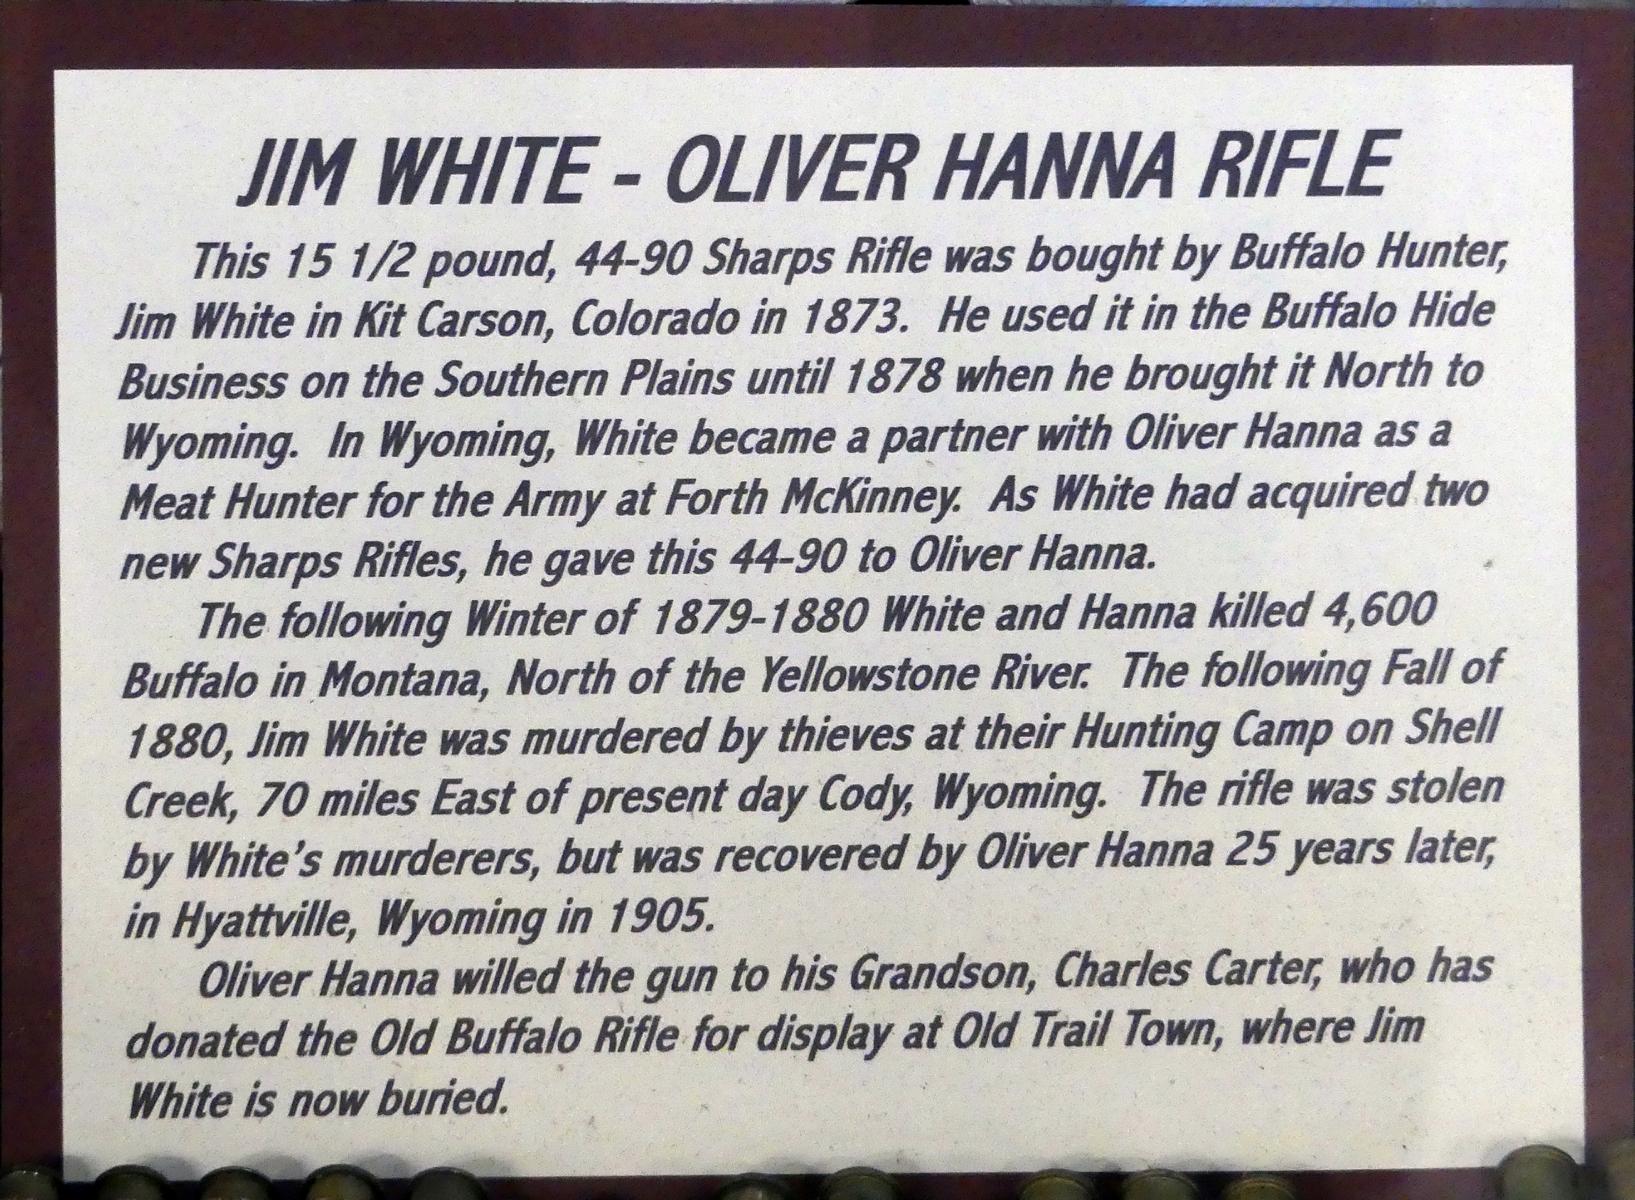 JIM WHITE - OLIVER HANNA RIFLE
This 15 1/2 pound, 44-90 Sharps Rifle was bought by Buffalo Hunter,
Jim White in Kit Carson, Colorado in 1873. He used it in the Buffalo Hide
Business on the Southern Plains until 1878 when he brought it North to
Wyoming. In Wyoming, White became a partner with Oliver Hanna as a
Meat Hunter for the Army at Forth McKinney. As White had acquired two
new Sharps Rifles, he gave this 44-90 to Oliver Hanna.
The following Winter of 1879-1880 White and Hanna killed 4,600
Buffalo in Montana, North of the Yellowstone River. The following Fall of
1880, Jim White was murdered by thieves at their Hunting Camp on Shell
Creek, 70 miles East of present day Cody, Wyoming. The rifle was stolen
by White's murderers, but was recovered by Oliver Hanna 25 years later,
in Hyattville, Wyoming in 1905.
Oliver Hanna willed the gun to his Grandson, Charles Carter, who has
donated the Old Buffalo Rifle for display at Old Trail Town, where Jim
White is now buried.